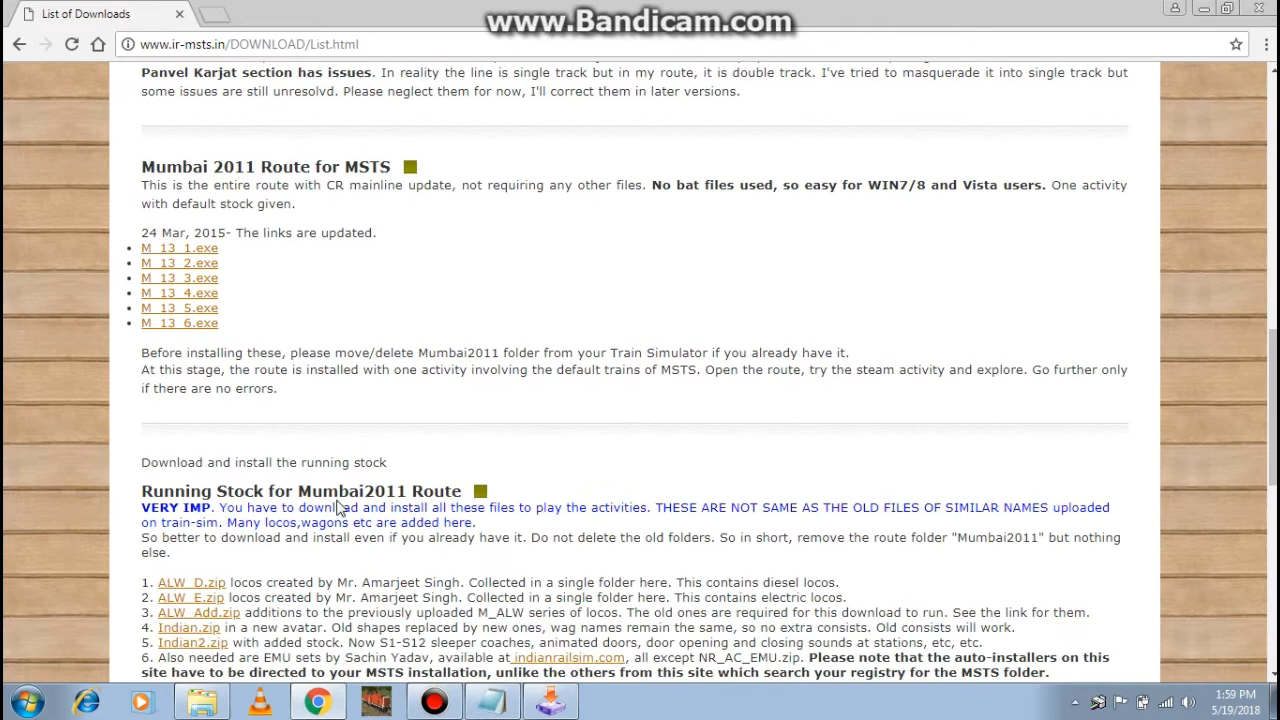 List of Downloads
www.Bandicam.com
www.ir-msts.in/DOWNLOAD/List.html
Panvel Karjat section has issues. In reality the line is single track but in my route, it is double track. I've tried to masquerade it into single track but
some issues are still unresolvd. Please neglect them for now, I'll correct them in later versions.
Mumbai 2011 Route for MSTS
This is the entire route with CR mainline update, not requiring any other files. No bat files used, so easy for WIN7/8 and Vista users. One activity
with default stock given.
24 Mar, 2015- The links are updated.
• M_13_1.exe
• M_13_2.exe
• M_13_3.exe
• M_13_4.exe
• M_13_5.exe
• M_13_6.exe
Before installing these, please move/delete Mumbai2011 folder from your Train Simulator if you already have it.
At this stage, the route is installed with one activity involving the default trains of MSTS. Open the route, try the steam activity and explore. Go further only
if there are no errors.
Download and install the running stock
Running Stock for Mumbai2011 Route
VERY IMP. You have to download and install all these files to play the activities. THESE ARE NOT SAME AS THE OLD FILES OF SIMILAR NAMES uploaded
on train-sim. Many locos,wagons etc are added here.
So better to download and install even if you already have it. Do not delete the old folders. So in short, remove the route folder "Mumbai2011" but nothing
else.
1. ALW_D.zip locos created by Mr. Amarjeet Singh. Collected in a single folder here. This contains diesel locos.
2. ALW_E.zip locos created by Mr. Amarjeet Singh. Collected in a single folder here. This contains electric locos.
3. ALW_Add.zip additions to the previously uploaded M_ALW series of locos. The old ones are required for this download to run. See the link for them.
4. Indian.zip in a new avatar. Old shapes replaced by new ones, wag names remain the same, so no extra consists. Old consists will work.
5. Indian2.zip with added stock. Now S1-S12 sleeper coaches, animated doors, door opening and closing sounds at stations, etc, etc.
6. Also needed are EMU sets by Sachin Yadav, available at indianrailsim.com, all except NR_AC_EMU.zip. Please note that the auto-installers on this
site have to be directed to your MSTS installation, unlike the others from this site which search your registry for the MSTS folder.
1:59 PM
5/19/2018